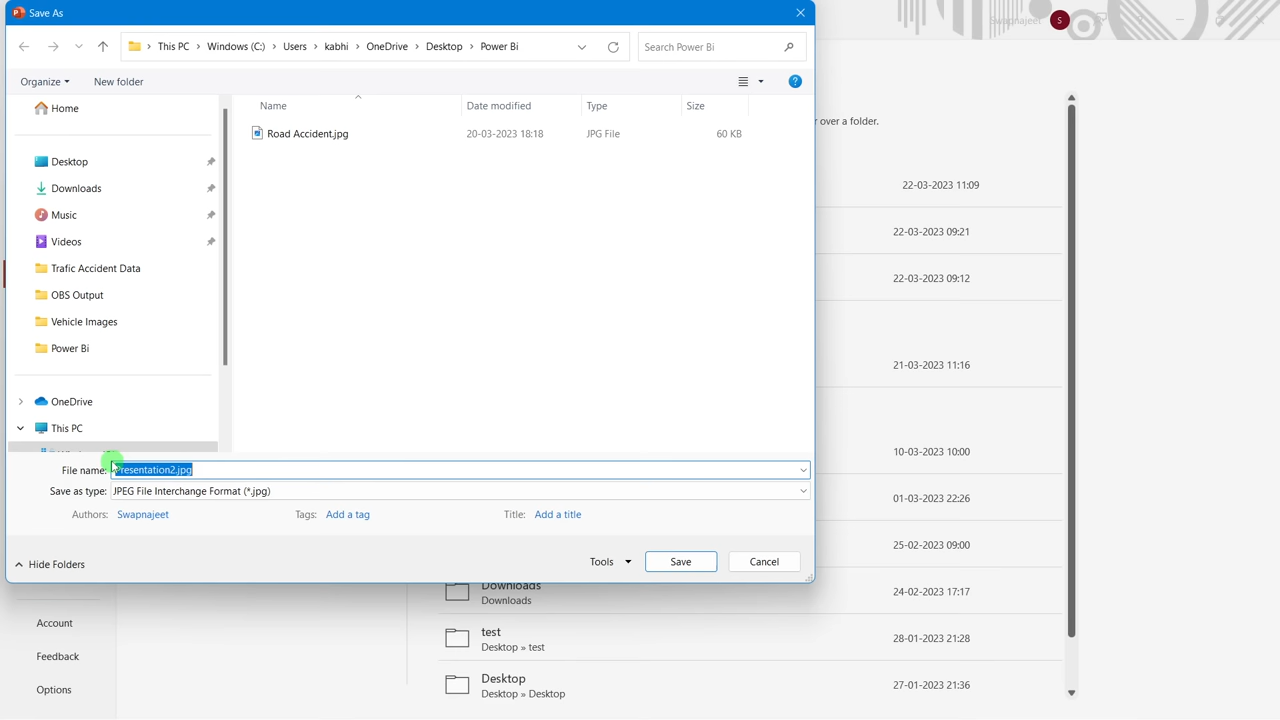 Save As
Swapnajeet S
This PC > Windows (C:) > Users > kabhi > OneDrive > Desktop > Power Bi
Search Power Bi
Organize
New folder
Name
Date modified
Type
Size
Home
r over a folder.
Road Accident.jpg
20-03-2023 18:18
JPG File
60 KB
Desktop
Downloads
22-03-2023 11:09
Music
Videos
22-03-2023 09:21
Trafic Accident Data
22-03-2023 09:12
OBS Output
Vehicle Images
Power Bi
21-03-2023 11:16
OneDrive
This PC
10-03-2023 10:00
File name: Presentation2.jpg
Save as type: JPEG File Interchange Format (*.jpg)
01-03-2023 22:26
Authors: Swapnajeet
Tags: Add a tag
Title: Add a title
25-02-2023 09:00
Hide Folders
Tools
Save
Cancel
Downloads
24-02-2023 17:17
Downloads
Account
test
28-01-2023 21:28
Desktop » test
Feedback
Desktop
27-01-2023 21:36
Desktop » Desktop
Options